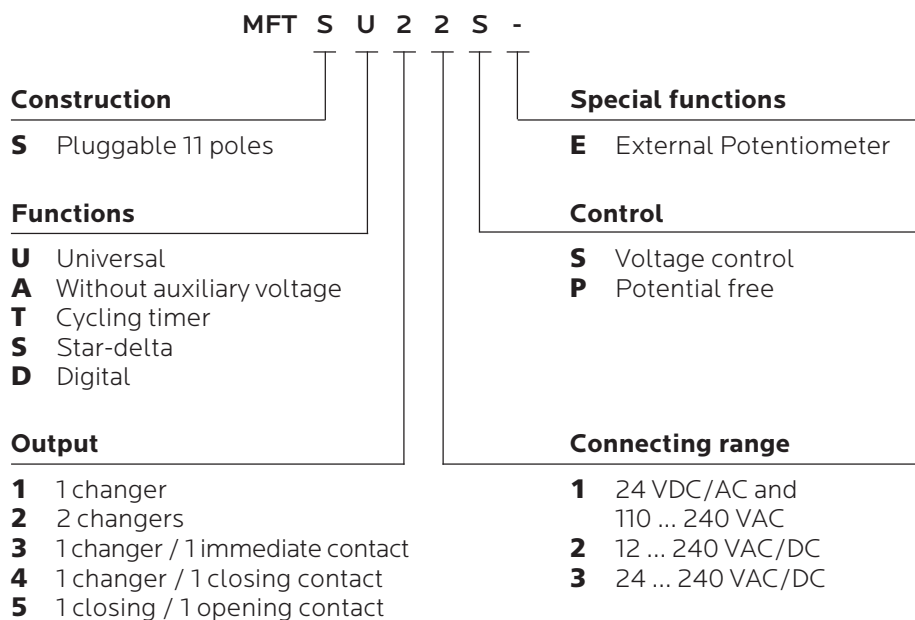 MFT S U 2 2 S -
Construction
S Pluggable 11 poles
Functions
U Universal
A Without auxiliary voltage
T Cycling timer
S Star-delta
D Digital
Output
1 1 changer
2 2 changers
3 1 changer / 1 immediate contact
4 1 changer / 1 closing contact
5 1 closing / 1 opening contact
Special functions
E External Potentiometer
Control
S Voltage control
P Potential free
Connecting range
1 24 VDC/AC and
110 ... 240 VAC
2 12 ... 240 VAC/DC
3 24 ... 240 VAC/DC